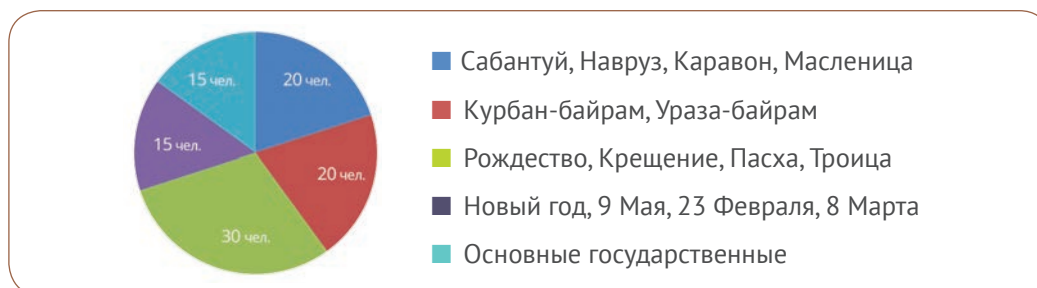 15 чел.
20 чел.
15 чел.
20 чел.
30 чел.
Сабантуй, Навруз, Каравон, Масленица
Курбан-байрам, Ураза-байрам
Рождество, Крещение, Пасха, Троица
Новый год, 9 Мая, 23 Февраля, 8 Марта
Основные государственные